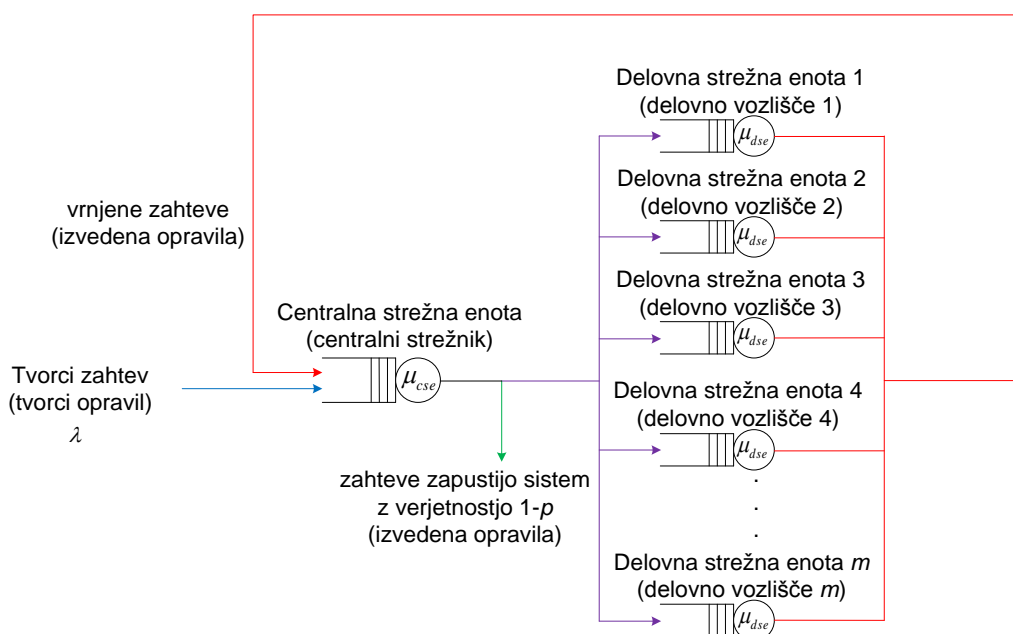 Delovna strežna enota 1
(delovno vozlišče 1)
μdse
Delovna strežna enota 2
(delovno vozlišče 2)
μdse
vrnjene zahteve
(izvedena opravila)
Delovna strežna enota 3
(delovno vozlišče 3)
μdse
Centralna strežna enota
(centralni strežnik)
μcse
Tvorci zahtev
(tvorci opravil)
λ
Delovna strežna enota 4
(delovno vozlišče 4)
μdse
zahteve zapustijo sistem
z verjetnostjo 1-p
(izvedena opravila)
.
.
.
Delovna strežna enota m
(delovno vozlišče m)
μdse